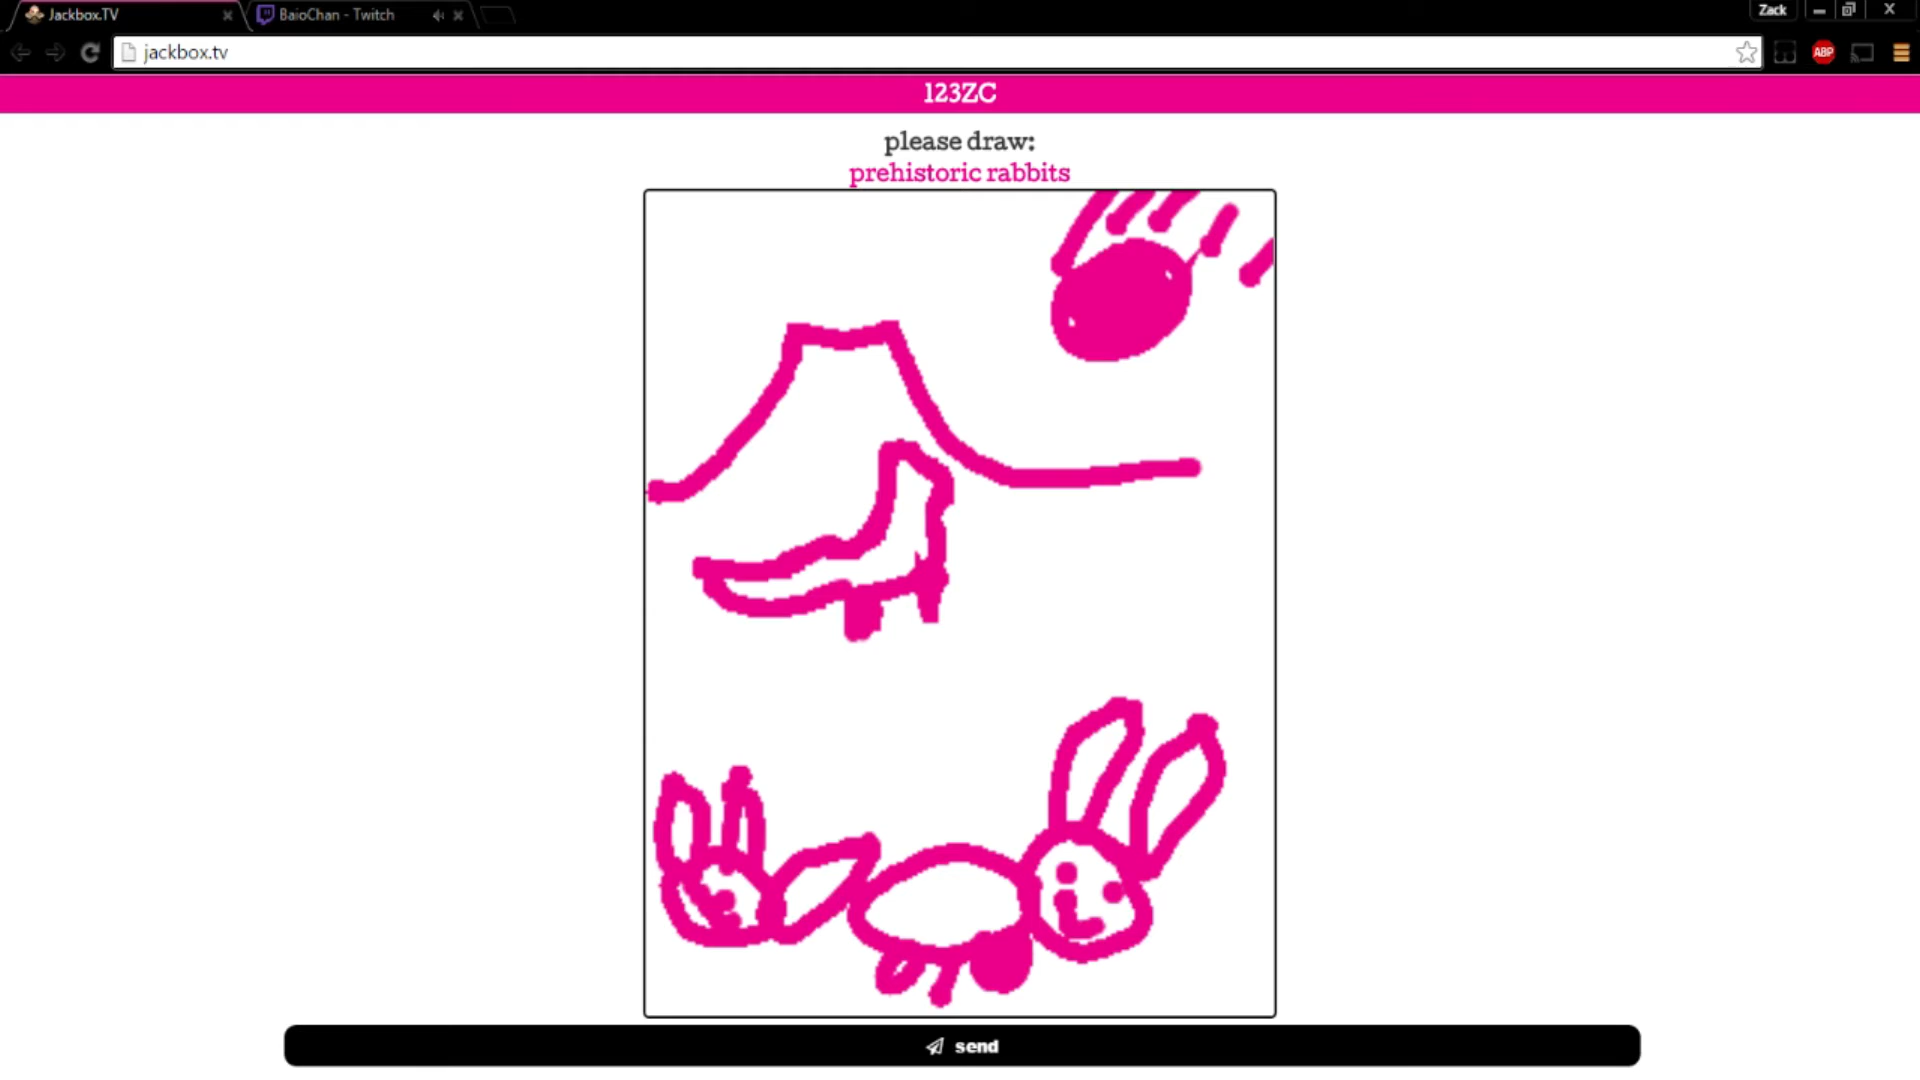 Jackbox.TV
BaioChan - Twitch
Zack
jackbox.tv
ABP
123ZC
please draw:
prehistoric rabbits
send